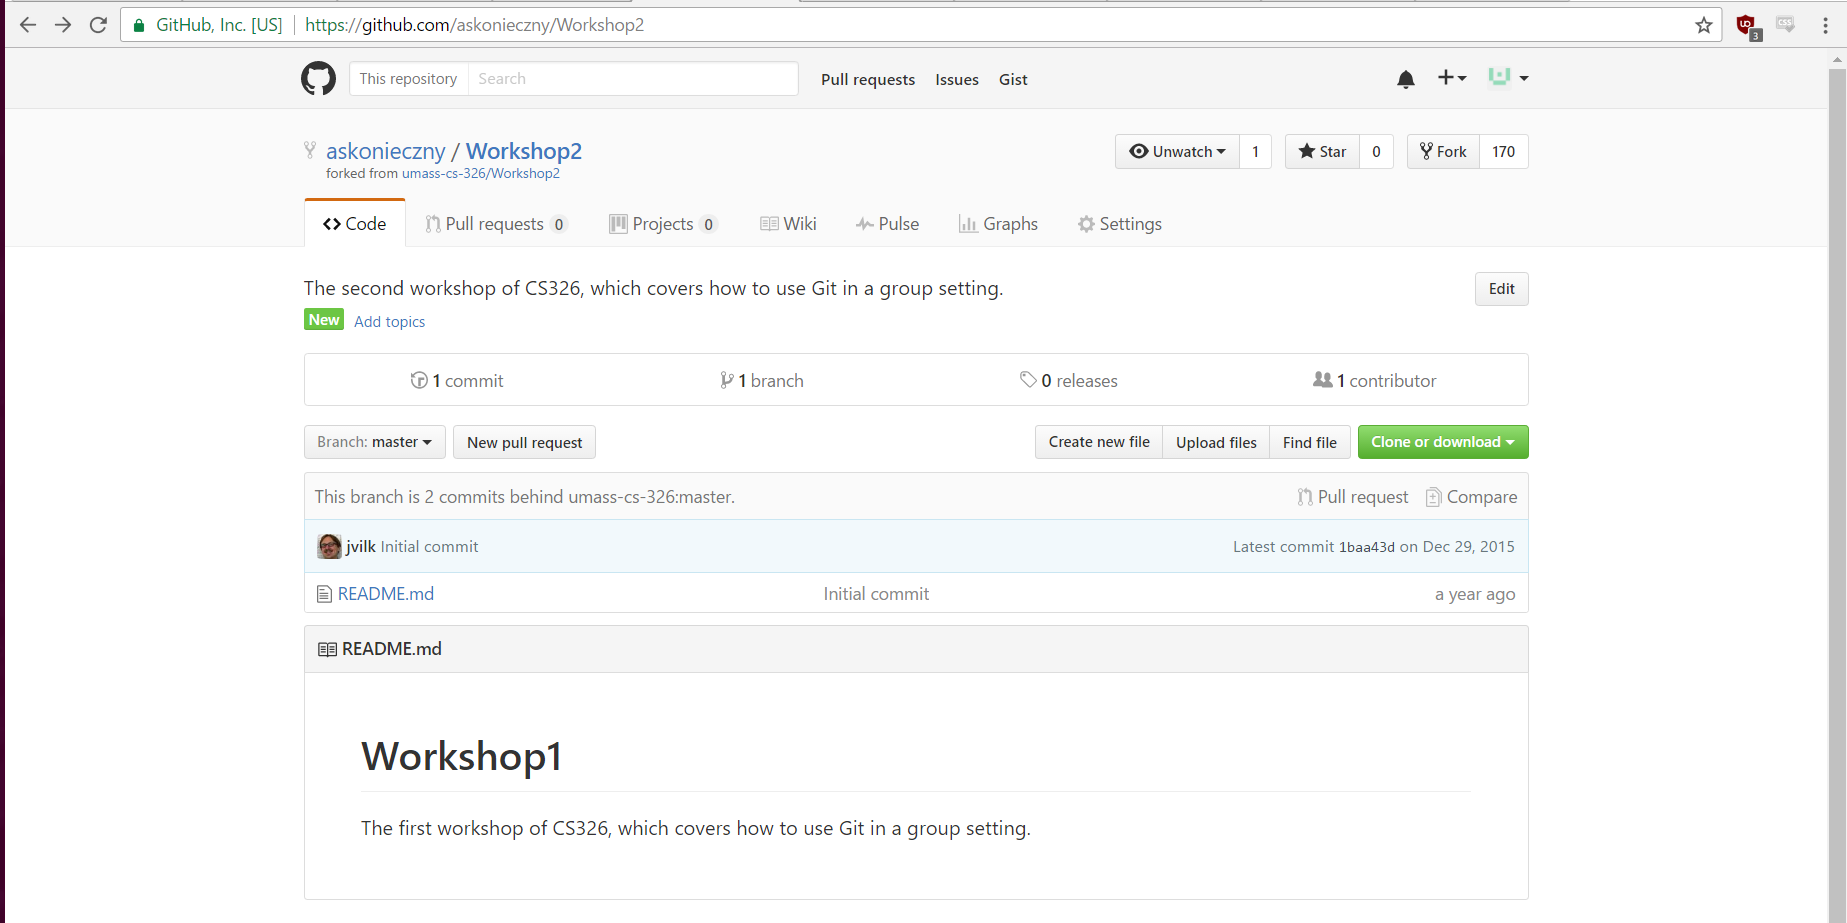 GitHub, Inc. [US] https://github.com/askonieczny/Workshop2
3
CSS
This repository Search Pull requests Issues Gist
askonieczny / Workshop2 Unwatch 1 Star 0 Fork 170
forked from umass-cs-326/Workshop2
Code Pull requests 0 Projects 0 Wiki Pulse Graphs Settings
The second workshop of CS326, which covers how to use Git in a group setting. Edit
New Add topics
1 commit 1 branch 0 releases 1 contributor
Branch: master New pull request Create new file Upload files Find file Clone or download
This branch is 2 commits behind umass-cs-326:master. Pull request Compare
jvilk Initial commit Latest commit 1baa43d on Dec 29, 2015
README.md Initial commit a year ago
README.md
Workshop1
The first workshop of CS326, which covers how to use Git in a group setting.